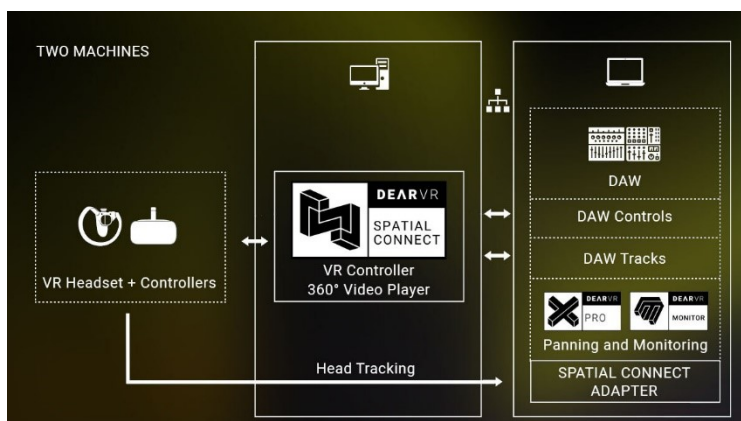 TWO MACHINES
VR Headset + Controllers
DEARVR
SPATIAL
CONNECT
VR Controller
360° Video Player
Head Tracking
DAW
DAW Controls
DAW Tracks
DEARVR
PRO
DEARVR
MONITOR
Panning and Monitoring
SPATIAL CONNECT
ADAPTER